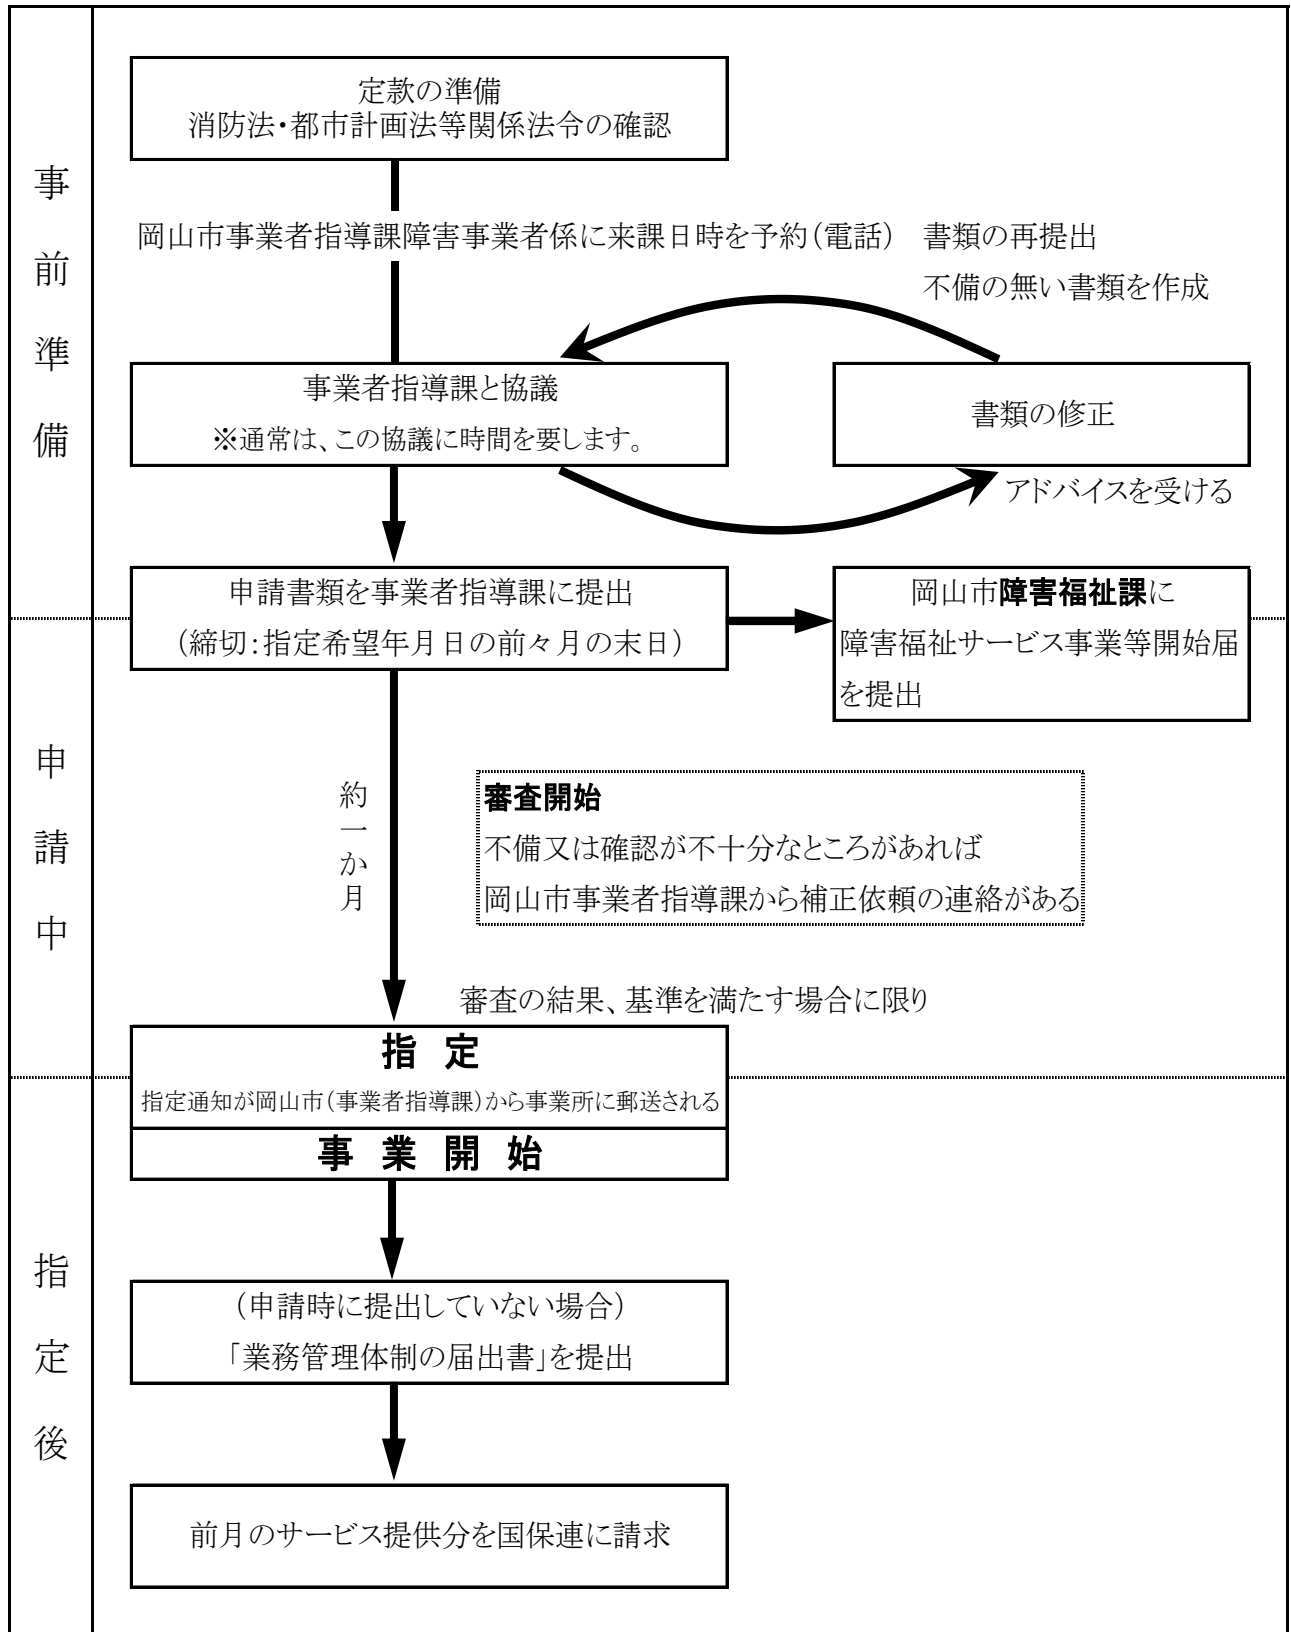 事前準備
定款の準備
消防法・都市計画法等関係法令の確認
岡山市事業者指導課障害事業者係に来課日時を予約(電話)
書類の再提出
不備の無い書類を作成
事業者指導課と協議
※通常は、この協議に時間を要します。
書類の修正
アドバイスを受ける
申請書類を事業者指導課に提出
(締切:指定希望年月日の前々月の末日)
岡山市障害福祉課に
障害福祉サービス事業等開始届
を提出
申請中
約一か月
審査開始
不備又は確認が不十分なところがあれば
岡山市事業者指導課から補正依頼の連絡がある
審査の結果、基準を満たす場合に限り
指 定
指定通知が岡山市(事業者指導課)から事業所に郵送される
事 業 開 始
指定後
(申請時に提出していない場合)
「業務管理体制の届出書」を提出
前月のサービス提供分を国保連に請求